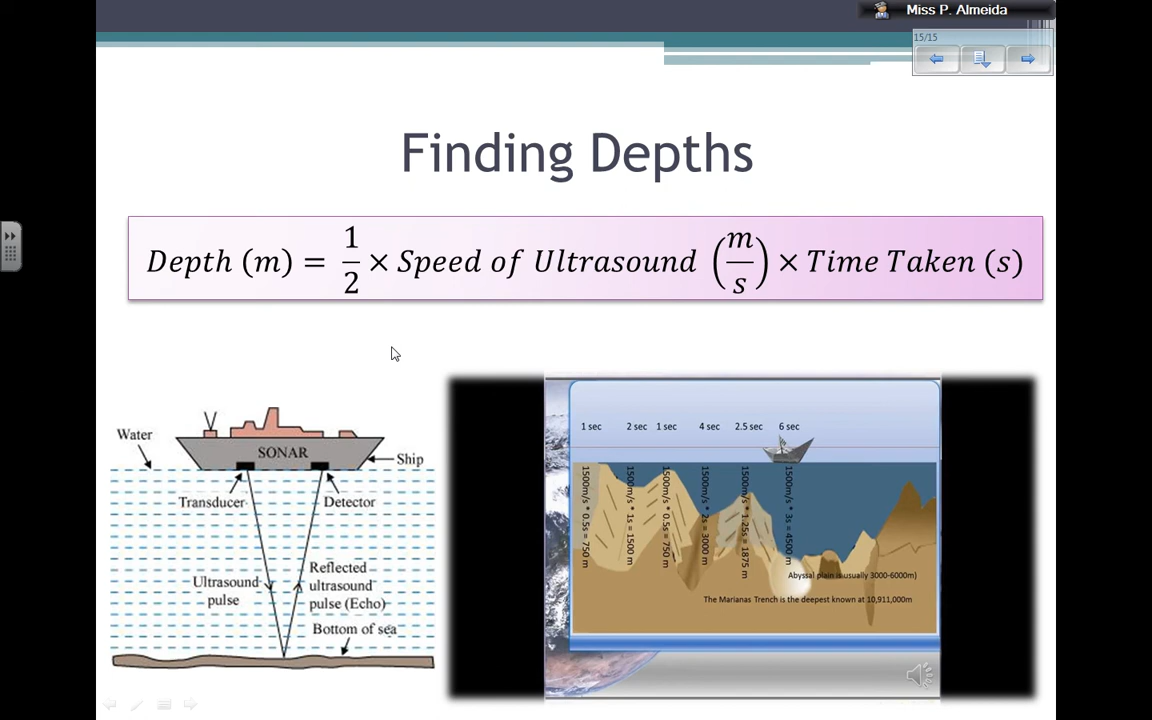 Miss P. Almeida
15/15
Finding Depths
Depth (m) = 1/2 × Speed of Ultrasound (m/s) × Time Taken (s)
Water
SONAR
Ship
Transducer
Detector
Ultrasound
pulse
Reflected
ultrasound
pulse (Echo)
Bottom of sea
1 sec 2 sec 1 sec 4 sec 2.5 sec 6 sec
1500m/s * 0.5s = 750 m
1500m/s * 1s = 1500 m
1500m/s * 0.5s = 750 m
1500m/s * 2s = 3000 m
1500m/s * 1.25s = 1875 m
1500m/s * 3s = 4500 m
Abyssal plain is usually 3000-6000m)
The Marianas Trench is the deepest known at 10,911,000m